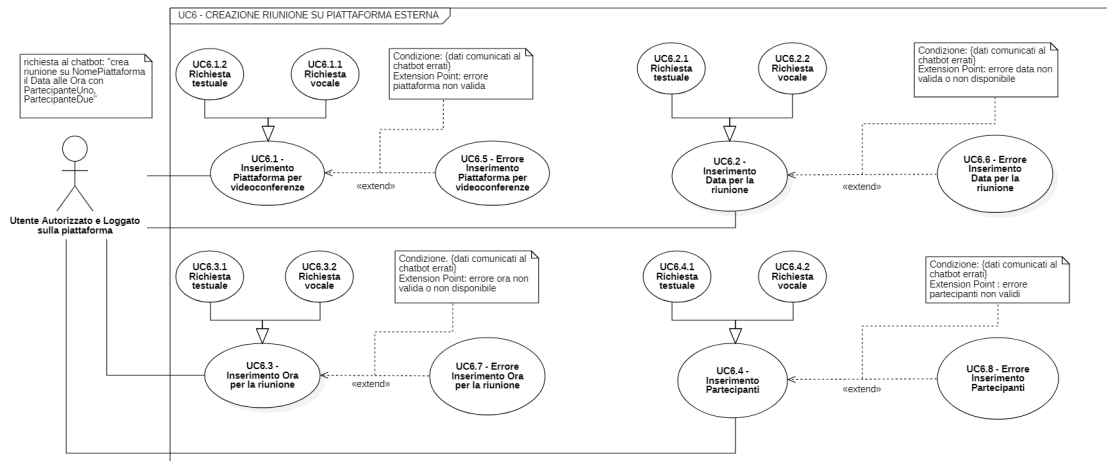 UC6 - CREAZIONE RIUNIONE SU PIATTAFORMA ESTERNA
richiesta al chatbot: "crea
riunione su NomePiattaforma
il Data alle Ora con
PartecipanteUno,
PartecipanteDue"
Utente Autorizzato e Loggato
sulla piattaforma
UC6.1.2
Richiesta
testuale
UC6.1.1
Richiesta
vocale
Condizione: {dati comunicati al
chatbot errati}
Extension Point: errore
piattaforma non valida
UC6.1 -
Inserimento
Piattaforma per
videoconferenze
«extend»
UC6.5 - Errore
Inserimento
Piattaforma per
videoconferenze
UC6.2.1
Richiesta
testuale
UC6.2.2
Richiesta
vocale
Condizione: {dati comunicati al
chatbot errati}
Extension Point: errore data non
valida o non disponibile
UC6.2 -
Inserimento
Data per la
riunione
«extend»
UC6.6 - Errore
Inserimento
Data per la
riunione
UC6.3.1
Richiesta
testuale
UC6.3.2
Richiesta
vocale
Condizione. {dati comunicati al
chatbot errati}
Extension Point: errore ora non
valida o non disponibile
UC6.3 -
Inserimento Ora
per la riunione
«extend»
UC6.7 - Errore
Inserimento Ora
per la riunione
UC6.4.1
Richiesta
testuale
UC6.4.2
Richiesta
vocale
Condizione: {dati comunicati al
chatbot errati}
Extension Point : errore
partecipanti non validi
UC6.4 -
Inserimento
Partecipanti
«extend»
UC6.8 - Errore
Inserimento
Partecipanti